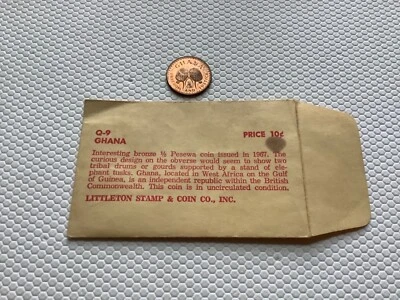 GHANA
G-9
GHANA
PRICE 10¢
Interesting bronze ½ Pesewa coin issued in 1967. The
curious design on the obverse would seem to show two
tribal drums or gourds supported by a stand of ele-
phant tusks. Ghana, located in West Africa on the Gulf
of Guinea, is an independent republic within the British
Commonwealth. This coin is in uncirculated condition.
LITTLETON STAMP & COIN CO., INC.